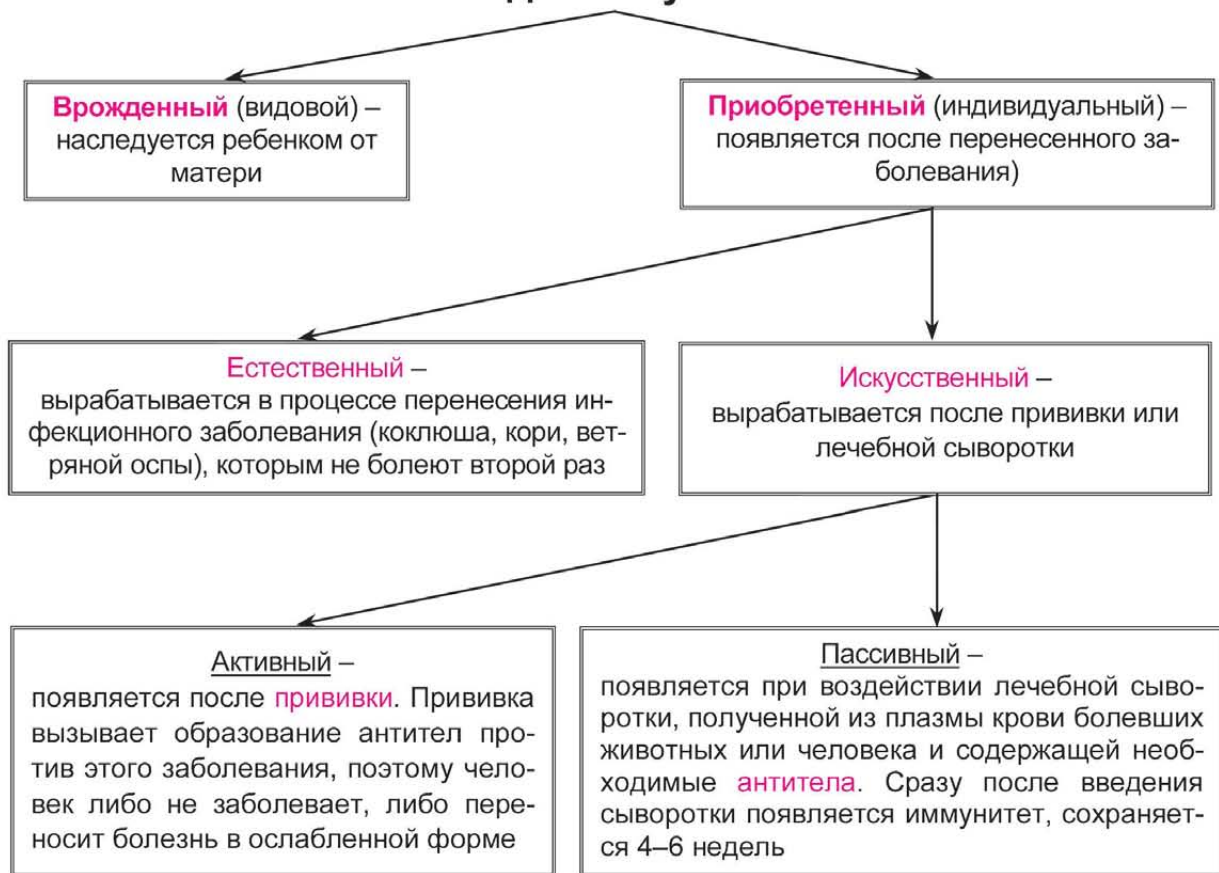 Врожденный (видовой) –
наследуется ребенком от
матери
Приобретенный (индивидуальный) –
появляется после перенесенного за-
болевания)
Естественный –
вырабатывается в процессе перенесения ин-
фекционного заболевания (коклюша, кори, вет-
ряной оспы), которым не болеют второй раз
Искусственный –
вырабатывается после прививки или
лечебной сыворотки
Активный –
появляется после прививки. Прививка
вызывает образование антител про-
тив этого заболевания, поэтому чело-
век либо не заболевает, либо пере-
носит болезнь в ослабленной форме
Пассивный –
появляется при воздействии лечебной сыво-
ротки, полученной из плазмы крови болевших
животных или человека и содержащей необ-
ходимые антитела. Сразу после введения
сыворотки появляется иммунитет, сохраняет-
ся 4–6 недель